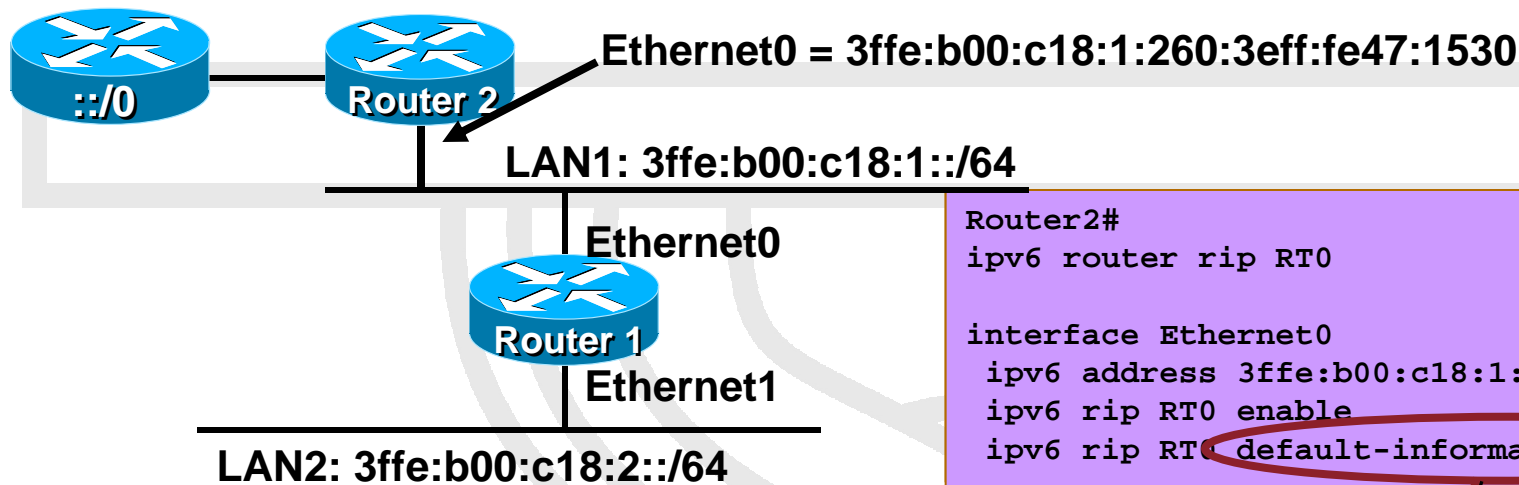 ::/0
Router 2
Ethernet0 = 3ffe:b00:c18:1:260:3eff:fe47:1530
LAN1: 3ffe:b00:c18:1::/64
Ethernet0
Router 1
Ethernet1
LAN2: 3ffe:b00:c18:2::/64
Router2#
ipv6 router rip RT0
interface Ethernet0
ipv6 address 3ffe:b00:c18:1:
ipv6 rip RT0 enable
ipv6 rip RT0 default-informa